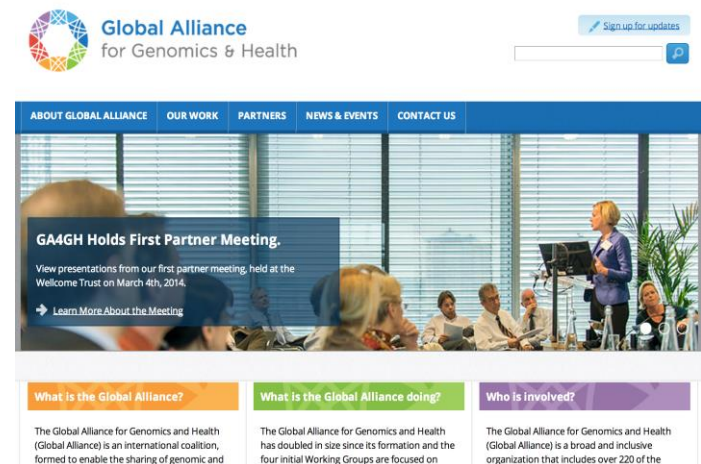 Global Alliance
for Genomics & Health
Sign up for updates
ABOUT GLOBAL ALLIANCE
OUR WORK
PARTNERS
NEWS & EVENTS
CONTACT US
GA4GH Holds First Partner Meeting.
View presentations from our first partner meeting, held at the
Wellcome Trust on March 4th, 2014.
Learn More About the Meeting
What is the Global Alliance?
The Global Alliance for Genomics and Health
(Global Alliance) is an international coalition,
formed to enable the sharing of genomic and
What is the Global Alliance doing?
The Global Alliance for Genomics and Health
has doubled in size since its formation and the
four initial Working Groups are focused on
Who is involved?
The Global Alliance for Genomics and Health
(Global Alliance) is a broad and inclusive
organization that includes over 220 of the